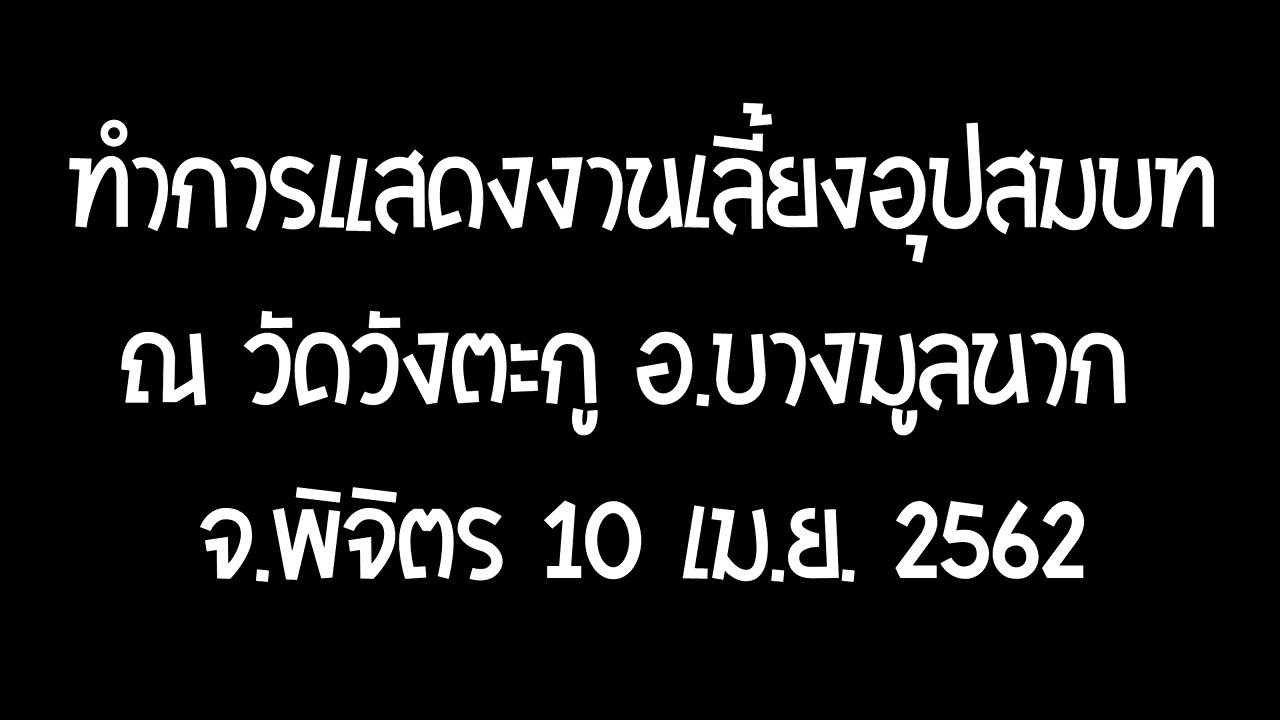 ทำการแสดงงานเลี้ยงอุปสมบท
ณ วัดวังตะกู อ.บางมูลนาก
จ.พิจิตร 10 เม.ย. 2562